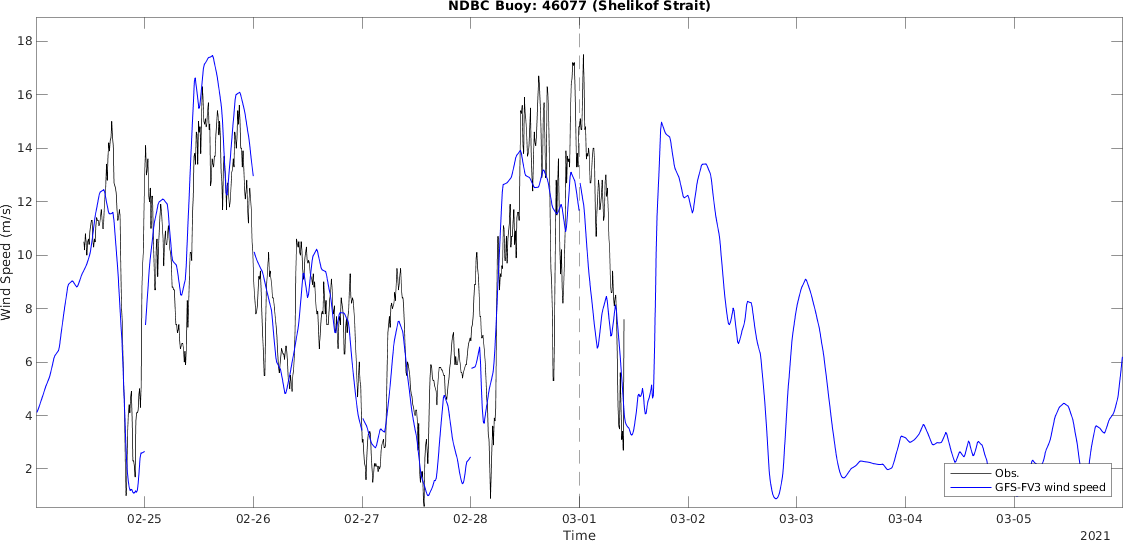 NDBC Buoy: 46077 (Shelikof Strait)
18
16
14
12
10
8
6
4
2
Wind Speed (m/s)
Obs.
GFS-FV3 wind speed
02-25 02-26 02-27 02-28 03-01 03-02 03-03 03-04 03-05
Time
2021